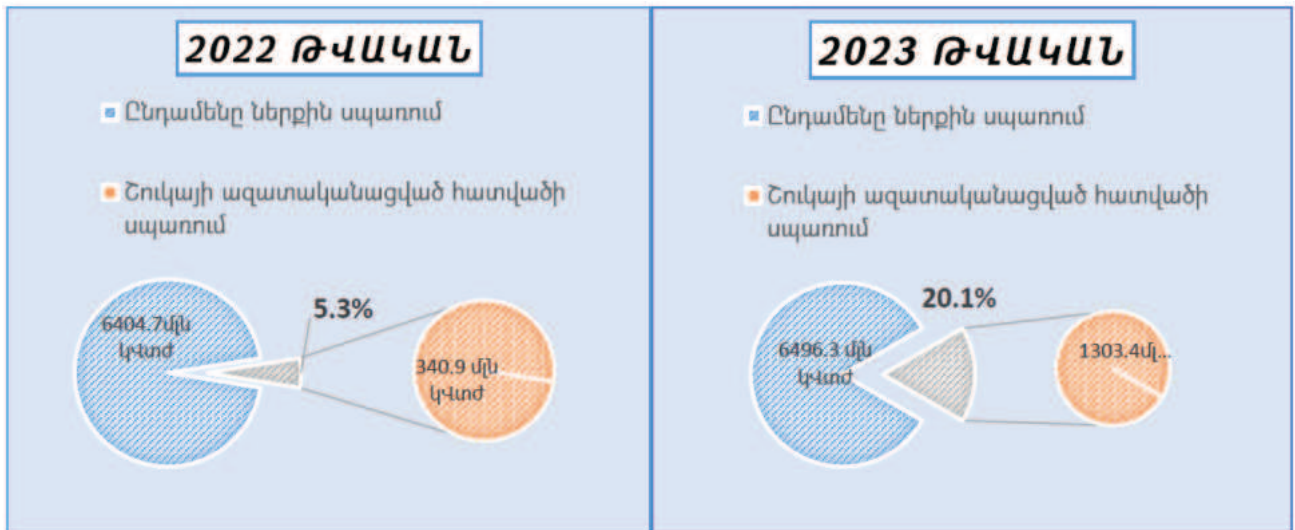 2022 ԹՎԱԿԱՆ
Ընդամենը ներքին սպառում
Շուկայի ազատականացված հատվածի
սպառում
5.3%
6404.7մլն
կՎտժ
340.9 մլն
կՎտժ
2023 ԹՎԱԿԱՆ
Ընդամենը ներքին սպառում
Շուկայի ազատականացված հատվածի
սպառում
20.1%
6496.3 մլն
կՎտժ
1303.4մլ...